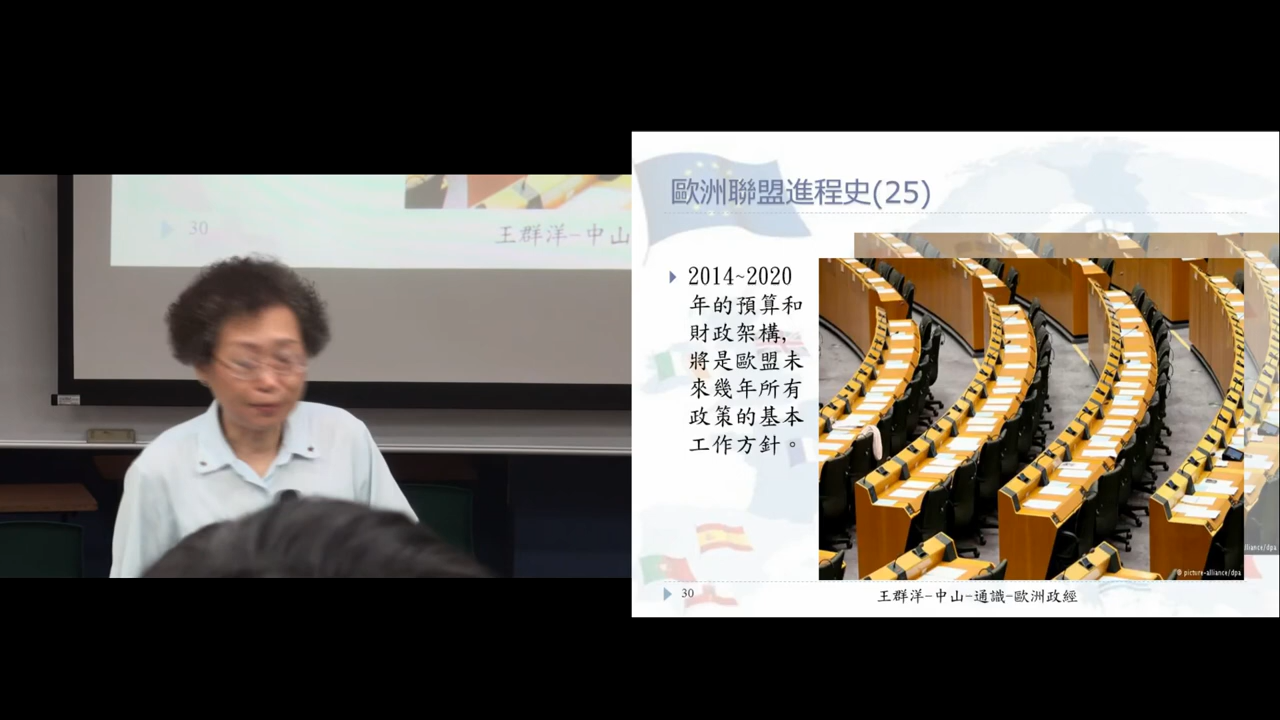 30
王群洋-中山
歐洲聯盟進程史(25)
2014~2020
年的預算和
財政架構,
將是歐盟未
來幾年所有
政策的基本
工作方針。
lliance/dpa
© picture-alliance/dpa
30
王群洋-中山-通識-歐洲政經